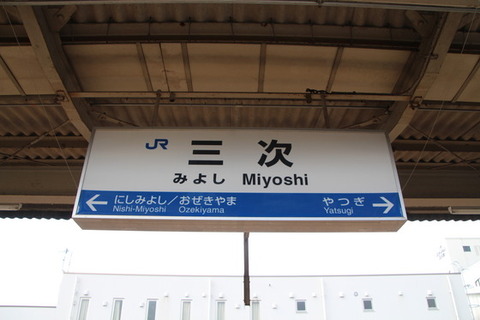 JR 三次
みよし Miyoshi
にしみよし／おぜきやま やつぎ
Nishi-Miyoshi Ozekiyama Yatsugi